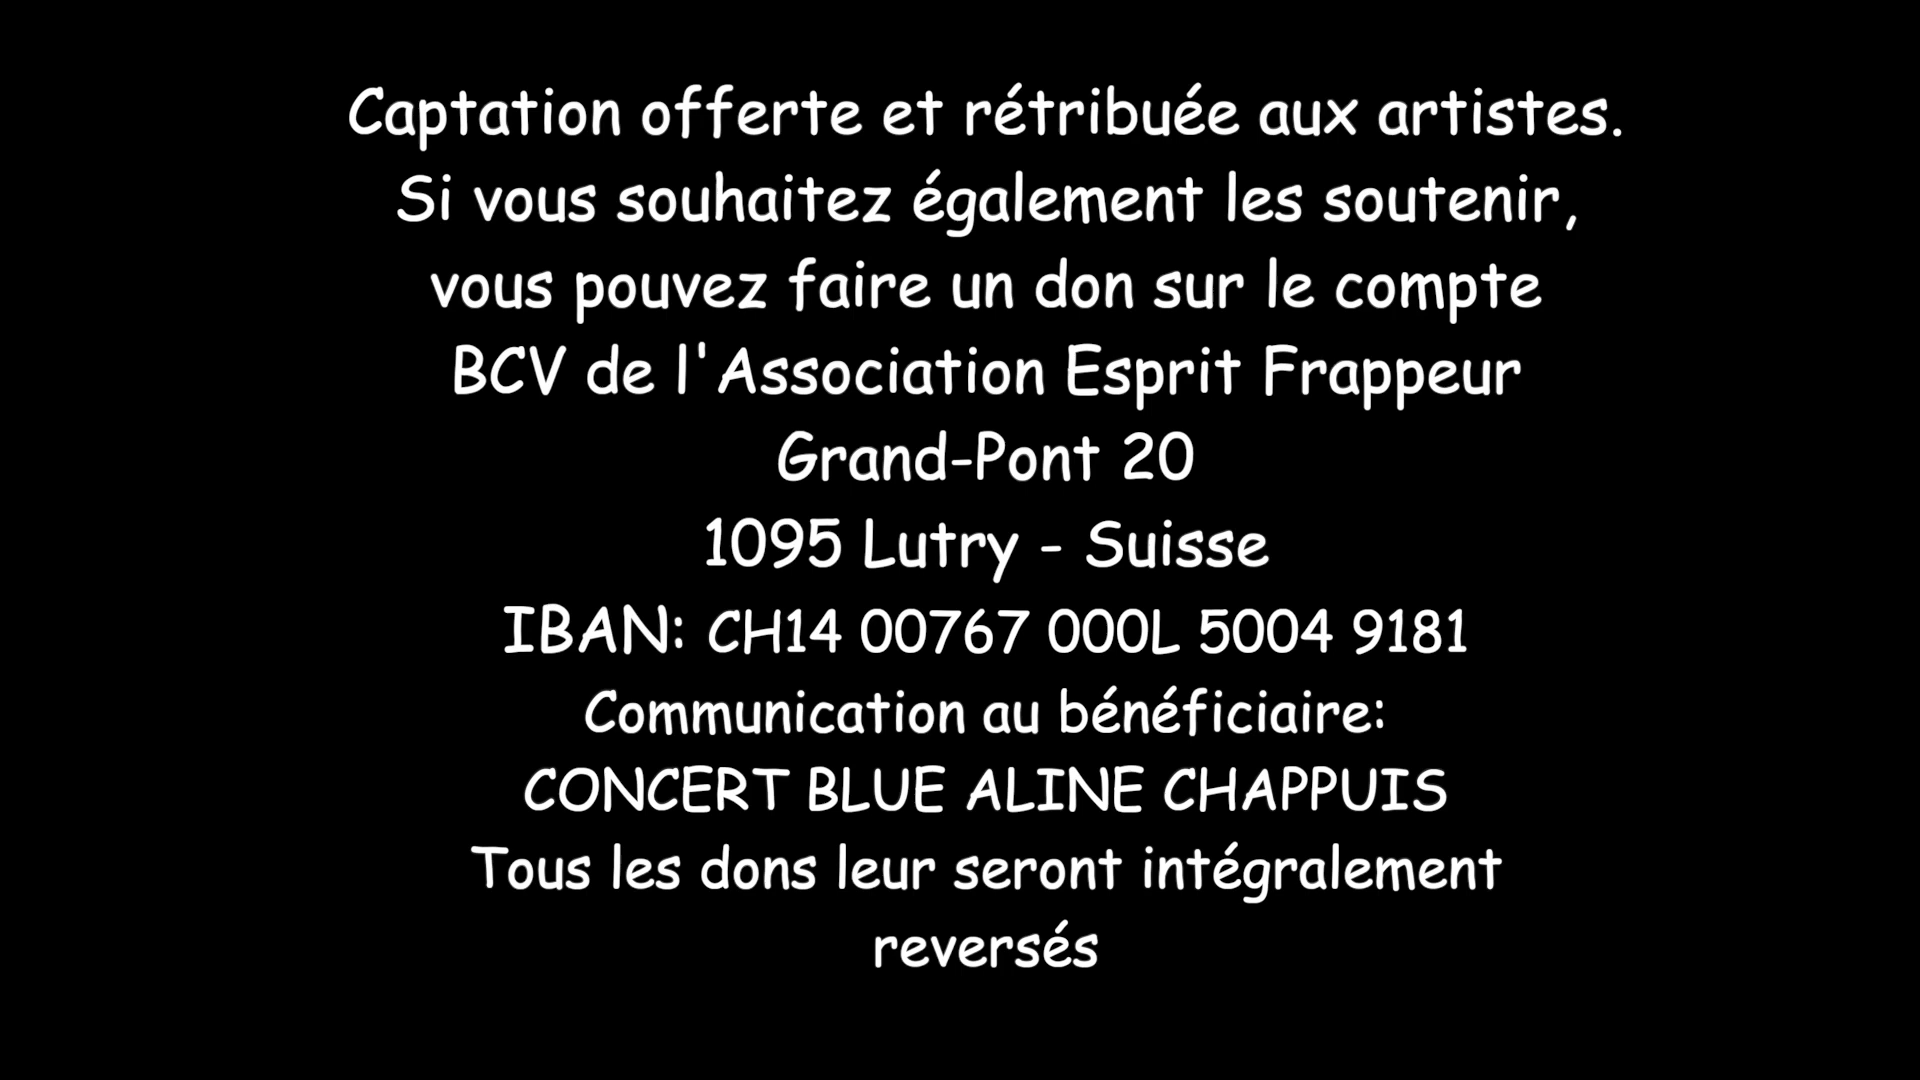 Captation offerte et rétribuée aux artistes.
Si vous souhaitez également les soutenir,
vous pouvez faire un don sur le compte
BCV de l'Association Esprit Frappeur
Grand-Pont 20
1095 Lutry - Suisse
IBAN: CH14 00767 000L 5004 9181
Communication au bénéficiaire:
CONCERT BLUE ALINE CHAPPUIS
Tous les dons leur seront intégralement
reversés